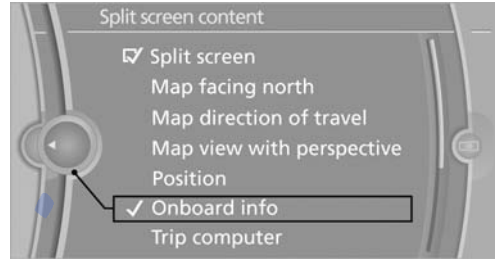 Split screen content
Split screen
Map facing north
Map direction of travel
Map view with perspective
Position
Onboard info
Trip computer